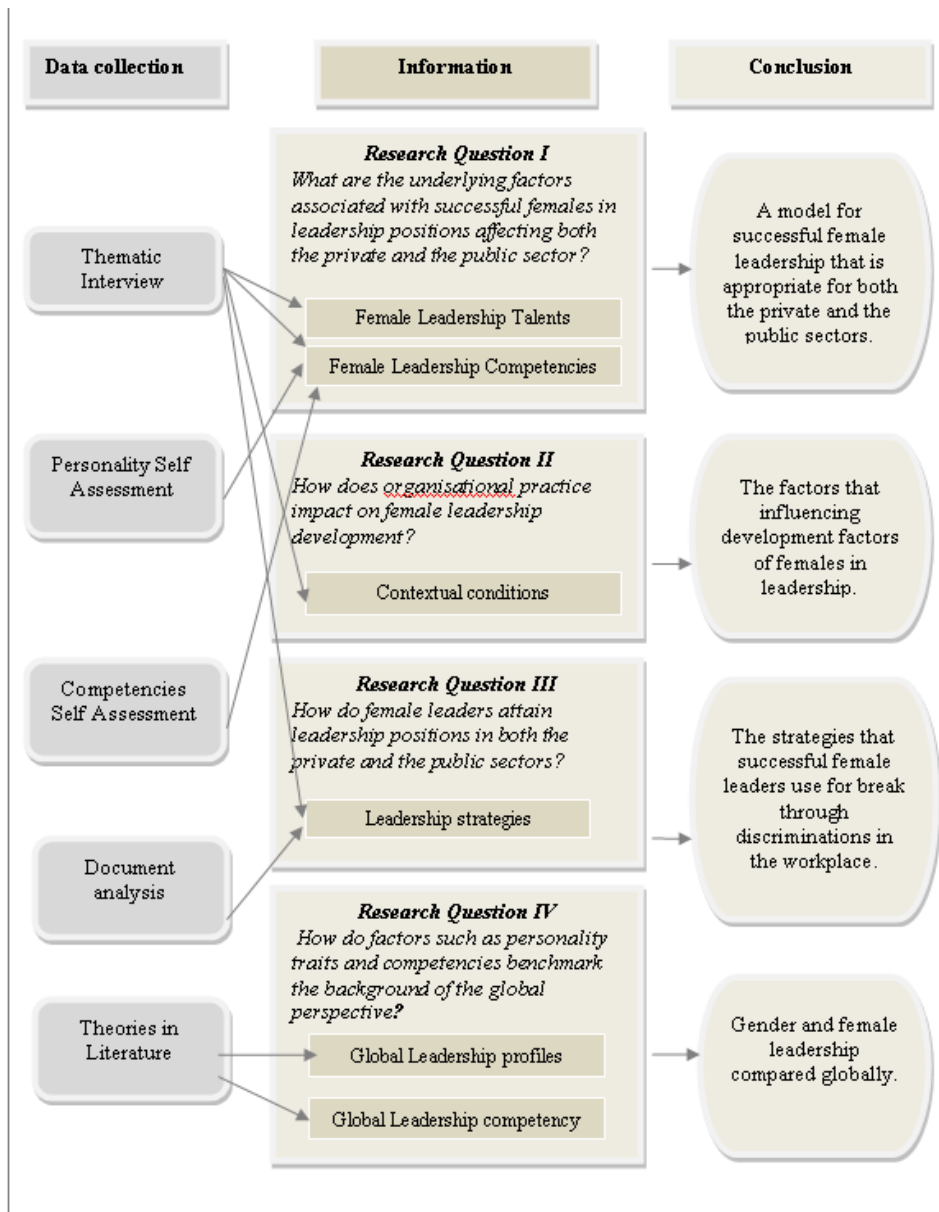 Data collection
Information
Conclusion
Thematic
Interview
Personality Self
Assessment
Competencies
Self Assessment
Document
analysis
Theories in
Literature
Research Question I
What are the underlying factors
associated with successful females in
leadership positions affecting both
the private and the public sector?
Female Leadership Talents
Female Leadership Competencies
Research Question II
How does organisational practice
impact on female leadership
development?
Contextual conditions
Research Question III
How do female leaders attain
leadership positions in both the
private and the public sectors?
Leadership strategies
Research Question IV
How do factors such as personality
traits and competencies benchmark
the background of the global
perspective?
Global Leadership profiles
Global Leadership competency
A model for
successful female
leadership that is
appropriate for both
the private and the
public sectors.
The factors that
influencing
development factors
of females in
leadership.
The strategies that
successful female
leaders use for break
through
discriminations in
the workplace.
Gender and female
leadership
compared globally.